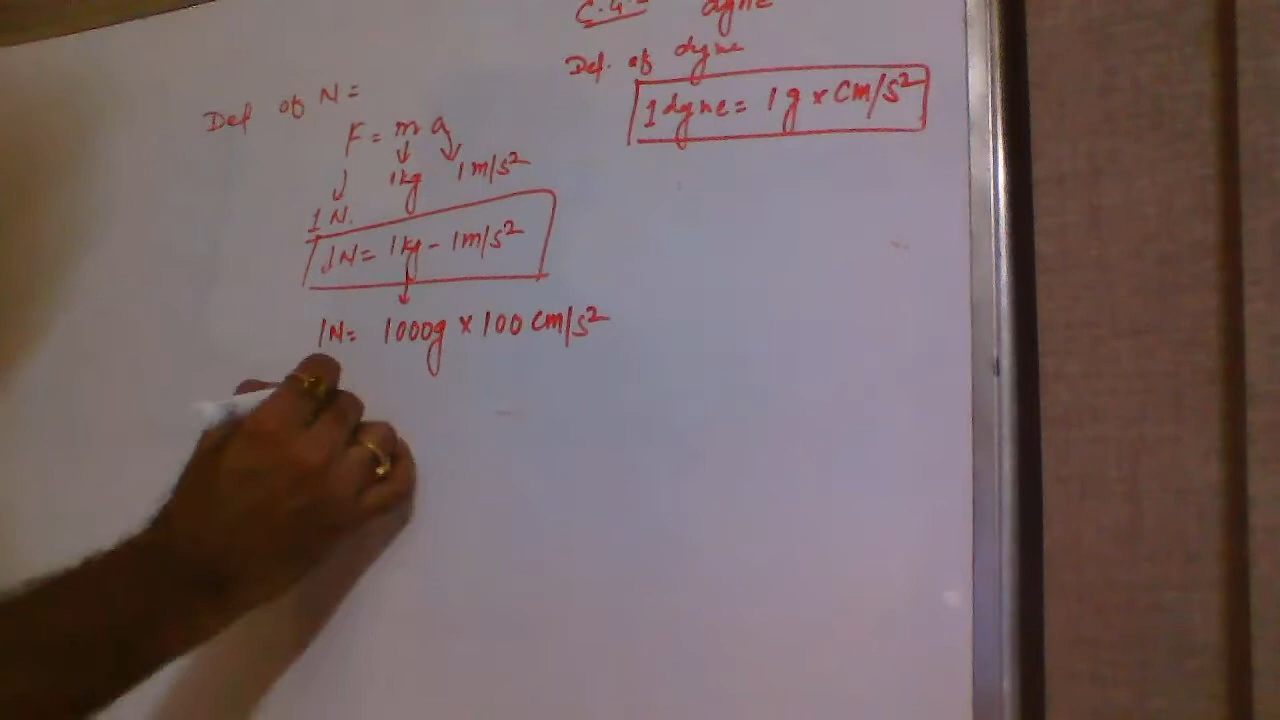 C.G.S dyne
Def. of dyne
1 dyne = 1g x cm/s²
Def of N =
F = m a
1kg 1m/s²
1 N.
1N = 1kg - 1m/s²
1N = 1000g x 100 cm/s²